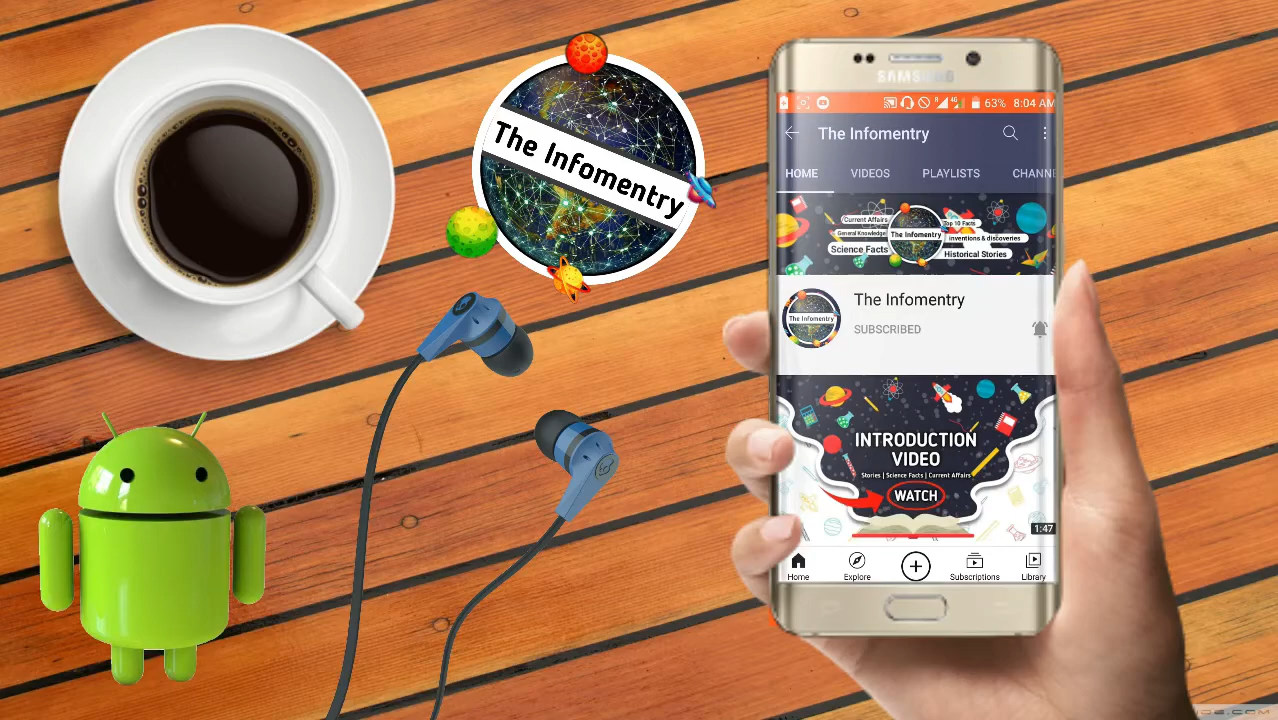 The Infomentry
SAMSUNG
63% 8:04 AM
The Infomentry
HOME VIDEOS PLAYLISTS CHANNE
Current Affairs
General Knowledge
Science Facts
The Infomentry
Top 10 Facts
inventions & discoveries
Historical Stories
The Infomentry
The Infomentry
SUBSCRIBED
INTRODUCTION
VIDEO
Stories | Science Facts | Current Affairs
WATCH
1:47
Home Explore Subscriptions Library